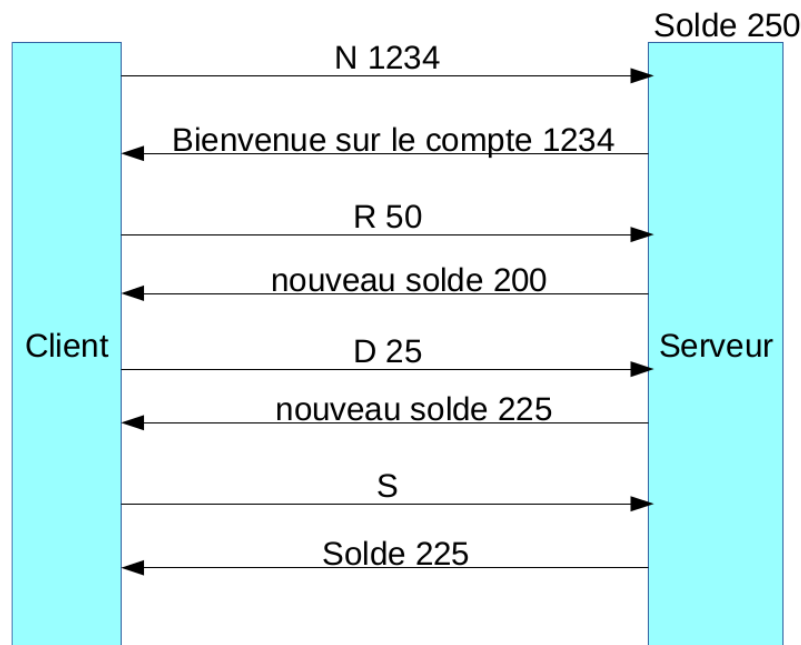 Solde 250
N 1234
Bienvenue sur le compte 1234
R 50
nouveau solde 200
Client
D 25
Serveur
nouveau solde 225
S
Solde 225